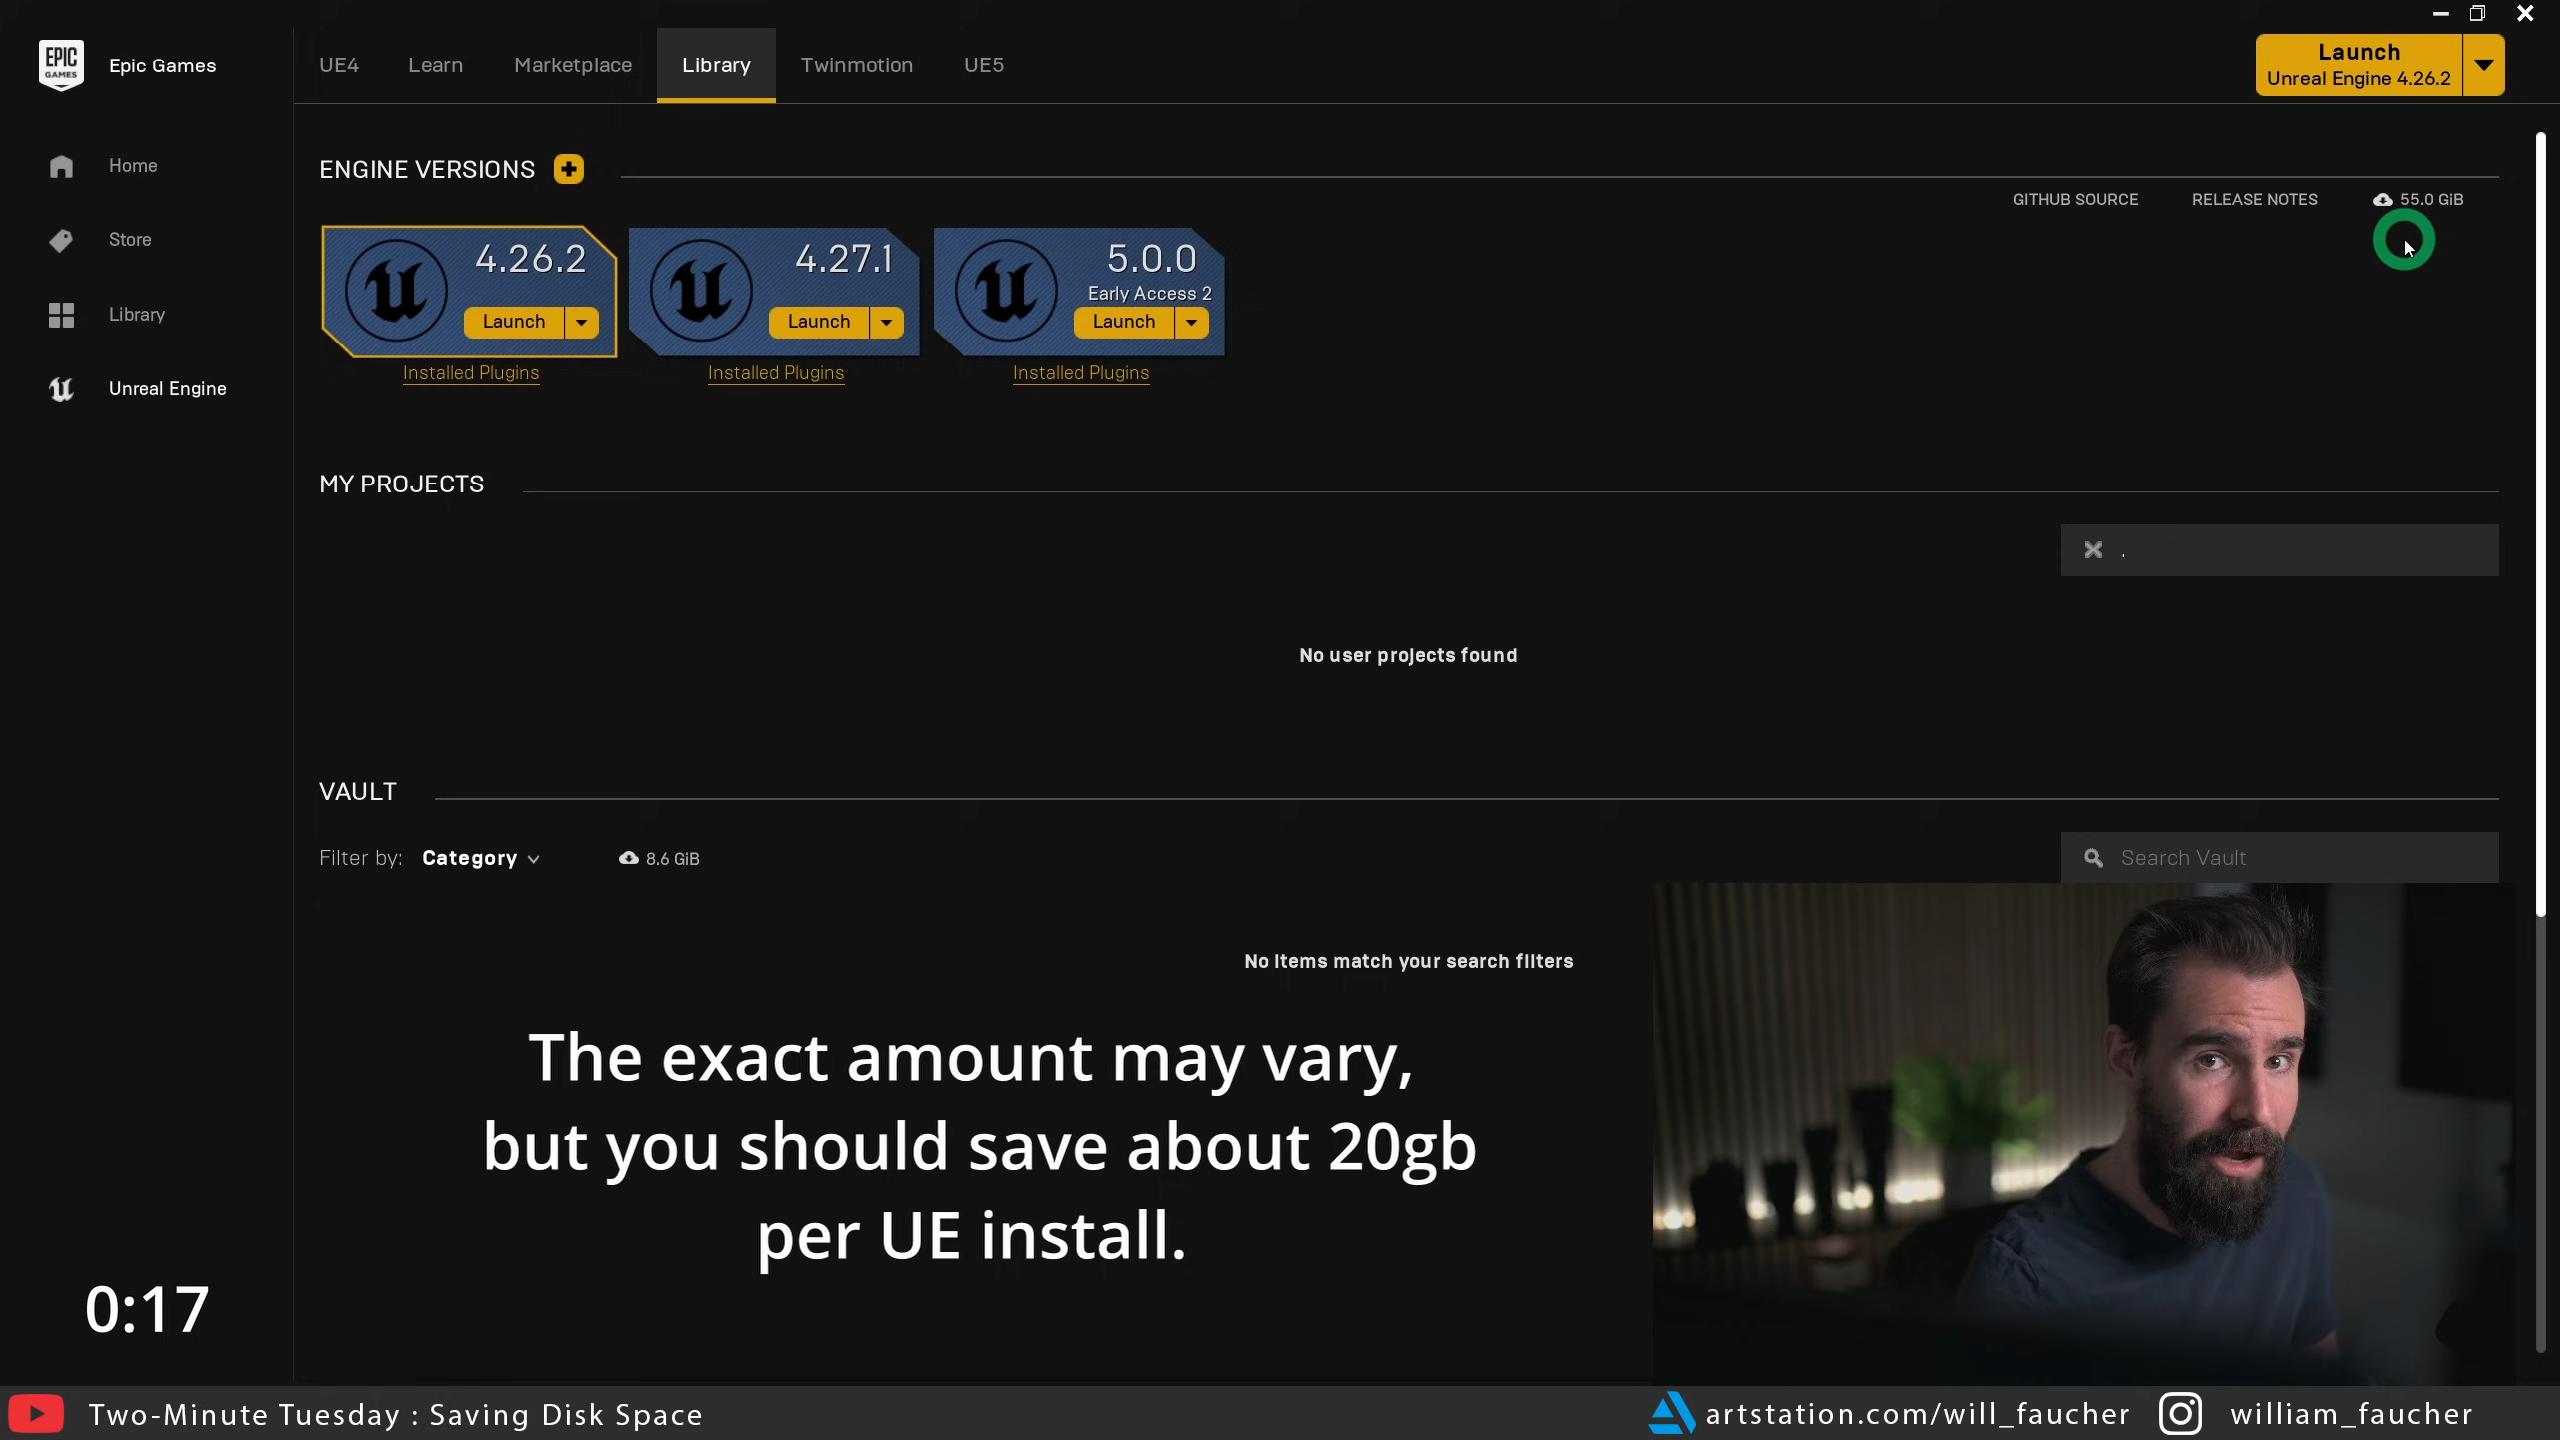 EPIC GAMES
Epic Games
UE4
Learn
Marketplace
Library
Twinmotion
UE5
Launch
Unreal Engine 4.26.2
Home
Store
Library
Unreal Engine
ENGINE VERSIONS
GITHUB SOURCE
RELEASE NOTES
55.0 GiB
4.26.2
Launch
Installed Plugins
4.27.1
Launch
Installed Plugins
5.0.0
Early Access 2
Launch
Installed Plugins
MY PROJECTS
.
No user projects found
VAULT
Filter by: Category
8.6 GiB
Search Vault
No items match your search filters
The exact amount may vary,
but you should save about 20gb
per UE install.
0:17
Two-Minute Tuesday : Saving Disk Space
artstation.com/will_faucher
william_faucher